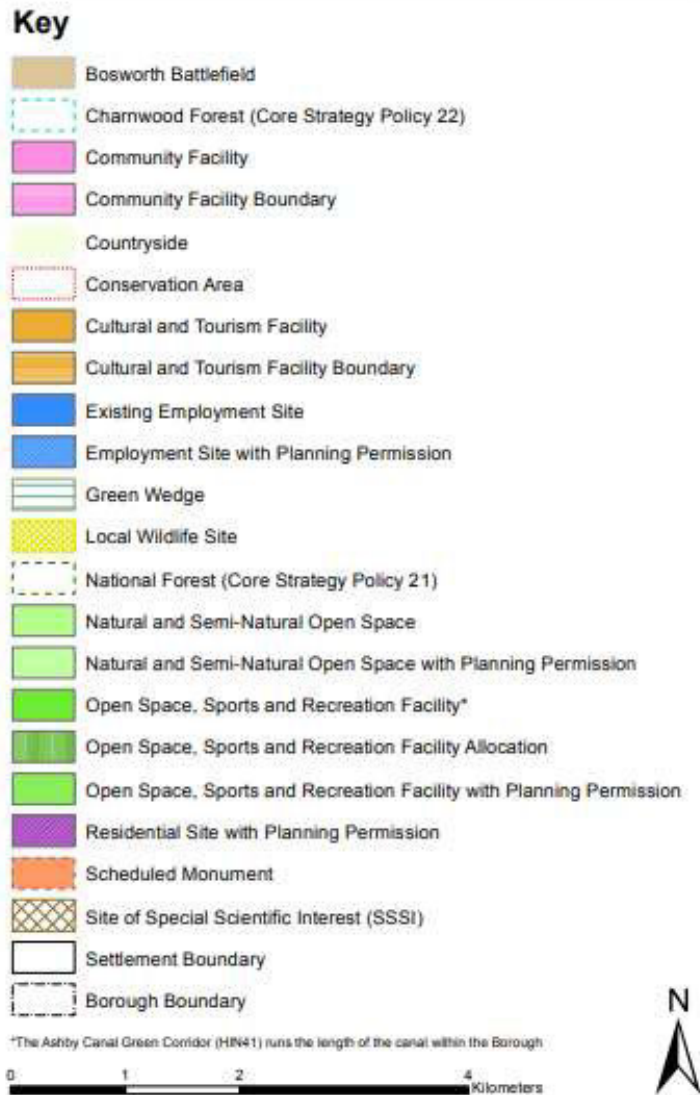 Key
Bosworth Battlefield
Charnwood Forest (Core Strategy Policy 22)
Community Facility
Community Facility Boundary
Countryside
Conservation Area
Cultural and Tourism Facility
Cultural and Tourism Facility Boundary
Existing Employment Site
Employment Site with Planning Permission
Green Wedge
Local Wildlife Site
National Forest (Core Strategy Policy 21)
Natural and Semi-Natural Open Space
Natural and Semi-Natural Open Space with Planning Permission
Open Space, Sports and Recreation Facility*
Open Space, Sports and Recreation Facility Allocation
Open Space, Sports and Recreation Facility with Planning Permission
Residential Site with Planning Permission
Scheduled Monument
Site of Special Scientific Interest (SSSI)
Settlement Boundary
Borough Boundary
N
*The Ashby Canal Green Corridor (HIN41) runs the length of the canal within the Borough
0 1 2 4
Kilometers